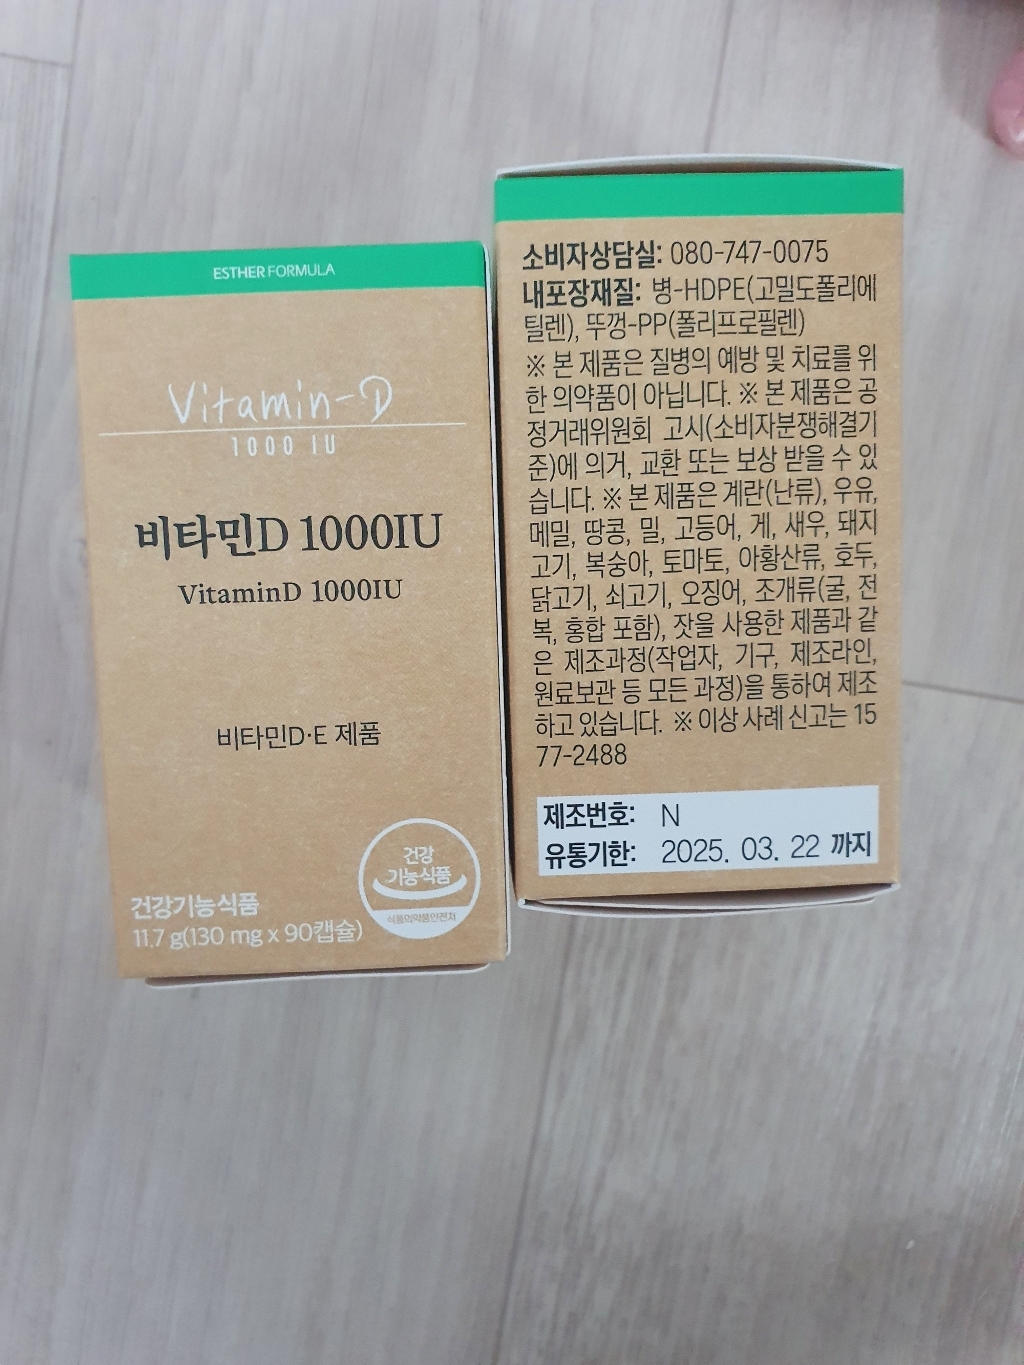 ESTHER FORMULA
Vitamin-D
1000 IU
비타민D 1000IU
VitaminD 1000IU
비타민D·E 제품
건강
기능식품
식품의약품안전처
건강기능식품
11.7 g(130 mg x 90캡슐)
소비자상담실: 080-747-0075
내포장재질: 병-HDPE(고밀도폴리에
틸렌), 뚜껑-PP(폴리프로필렌)
※ 본 제품은 질병의 예방 및 치료를 위
한 의약품이 아닙니다. ※ 본 제품은 공
정거래위원회 고시(소비자분쟁해결기
준)에 의거, 교환 또는 보상 받을 수 있
습니다. ※ 본 제품은 계란(난류), 우유,
메밀, 땅콩, 밀, 고등어, 게, 새우, 돼지
고기, 복숭아, 토마토, 아황산류, 호두,
닭고기, 쇠고기, 오징어, 조개류(굴, 전
복, 홍합 포함), 잣을 사용한 제품과 같
은 제조과정(작업자, 기구, 제조라인,
원료보관 등 모든 과정)을 통하여 제조
하고 있습니다. ※ 이상 사례 신고는 15
77-2488
제조번호: N
유통기한: 2025. 03. 22 까지